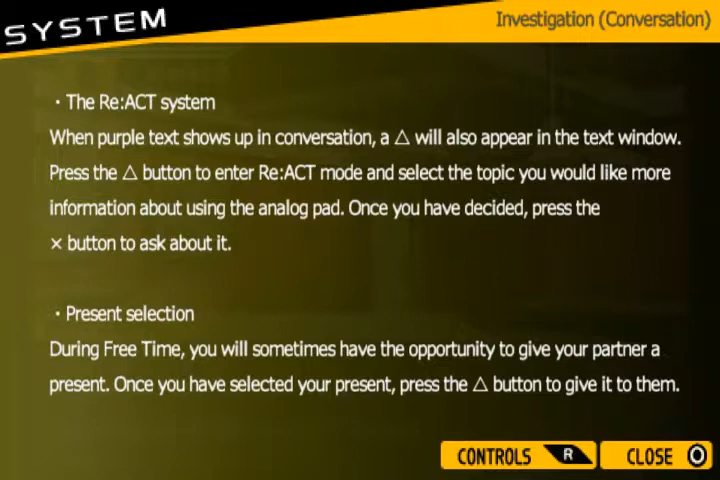 SYSTEM
Investigation (Conversation)
・The Re:ACT system
When purple text shows up in conversation, a △ will also appear in the text window.
Press the △ button to enter Re:ACT mode and select the topic you would like more
information about using the analog pad. Once you have decided, press the
× button to ask about it.
・Present selection
During Free Time, you will sometimes have the opportunity to give your partner a
present. Once you have selected your present, press the △ button to give it to them.
CONTROLS R CLOSE O